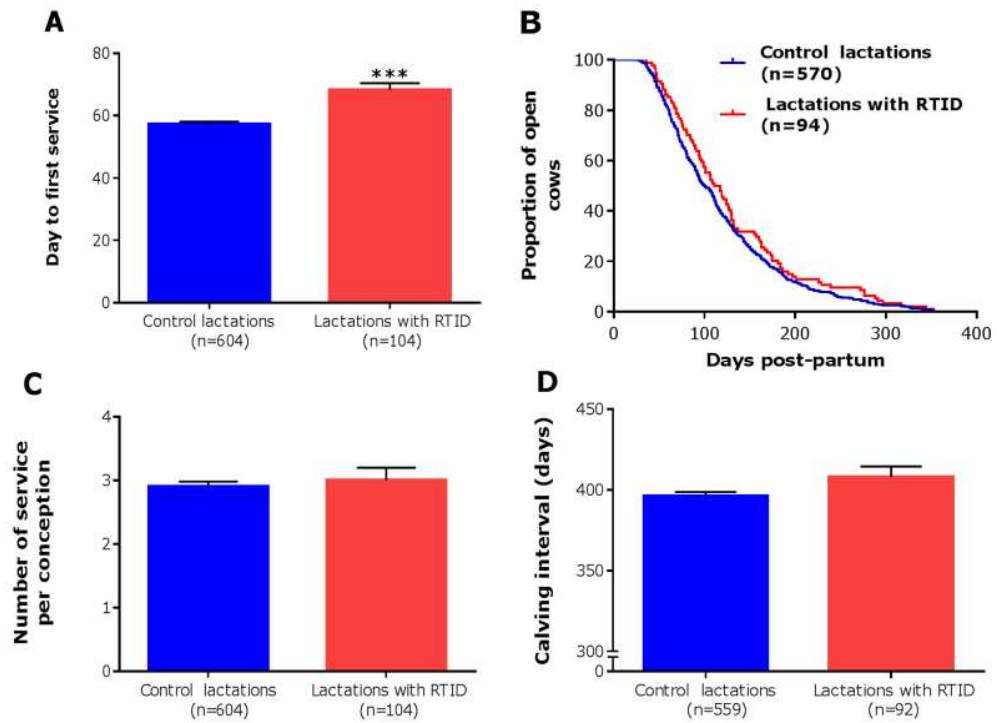 A
Day to first service
80
60
40
20
0
***
Control lactations
(n=604)
Lactations with RTID
(n=104)
B
Proportion of open
cows
100
80
60
40
20
0
Control lactations
(n=570)
Lactations with RTID
(n=94)
0
100
200
300
400
Days post-partum
C
Number of service
per conception
4
3
2
1
0
Control lactations
(n=604)
Lactations with RTID
(n=104)
D
Calving interval (days)
450
400
350
300
0
Control lactations
(n=559)
Lactations with RTID
(n=92)